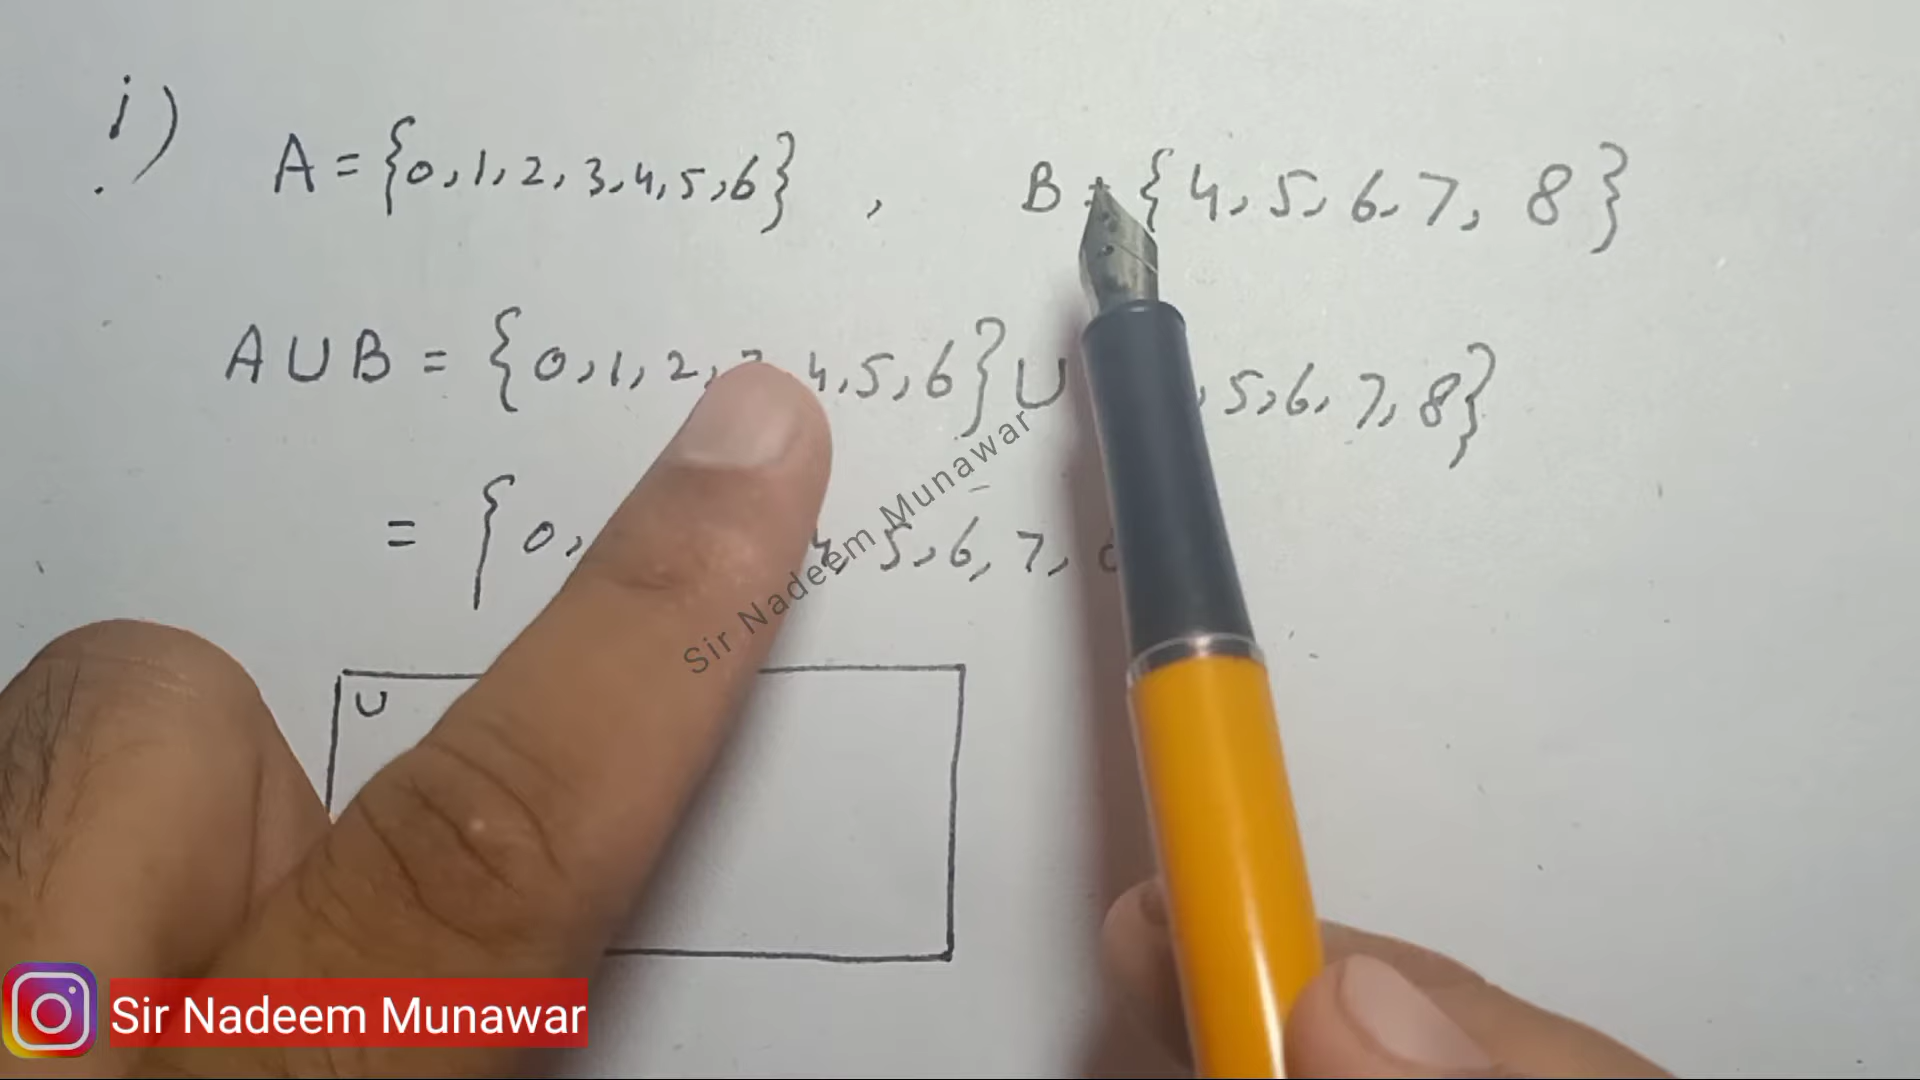 i)
A = {0,1,2,3,4,5,6} , B = {4,5,6,7,8}
A∪B = {0,1,2, 4,5,6} ∪ ,5,6,7,8}
= {0, 4,5,6,7,
U
Sir Nadeem Munawar
Sir Nadeem Munawar